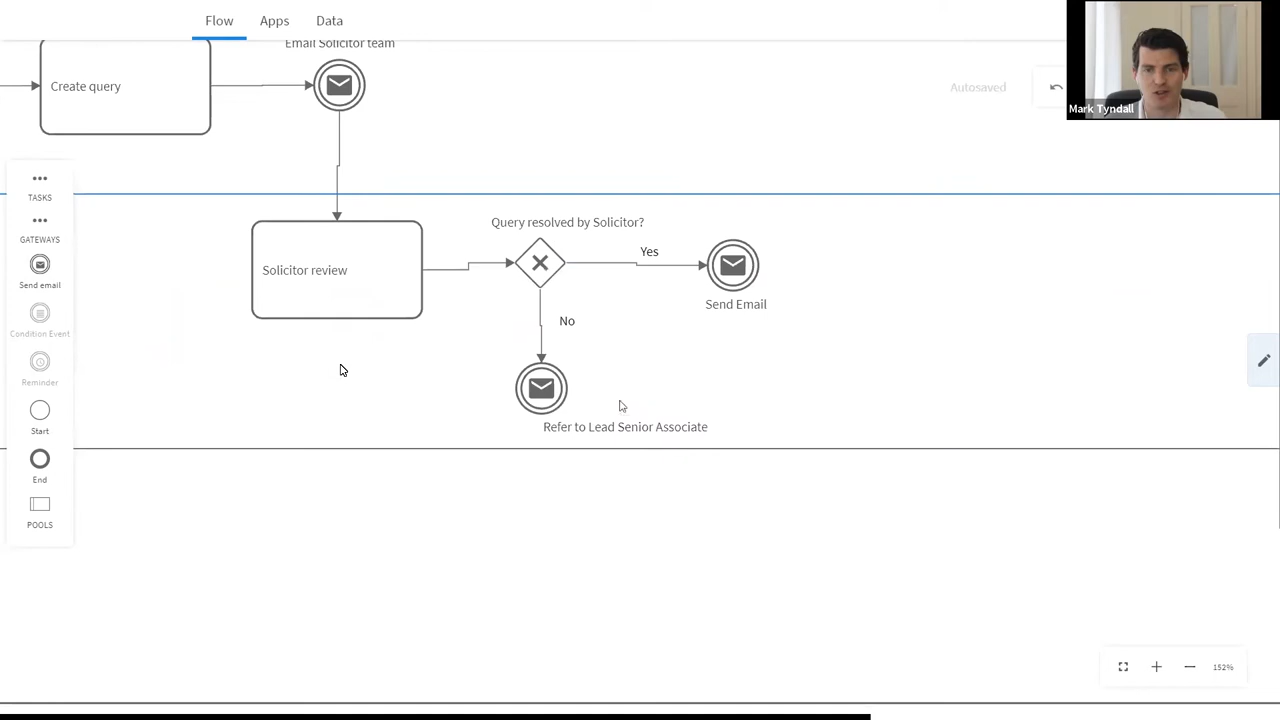 Flow Apps Data
Email Solicitor team
Create query
Autosaved
Mark Tyndall
TASKS
GATEWAYS
Send email
Condition Event
Reminder
Start
End
POOLS
Query resolved by Solicitor?
Yes
Solicitor review
Send Email
No
Refer to Lead Senior Associate
152%